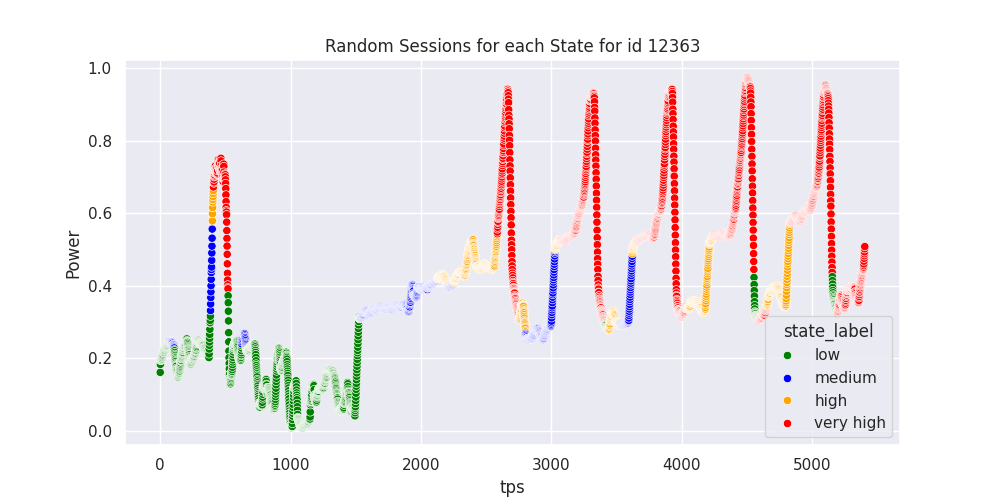 Random Sessions for each State for id 12363
1.0
0.8
0.6
0.4
0.2
0.0
Power
0 1000 2000 3000 4000 5000
tps
state_label
low
medium
high
very high